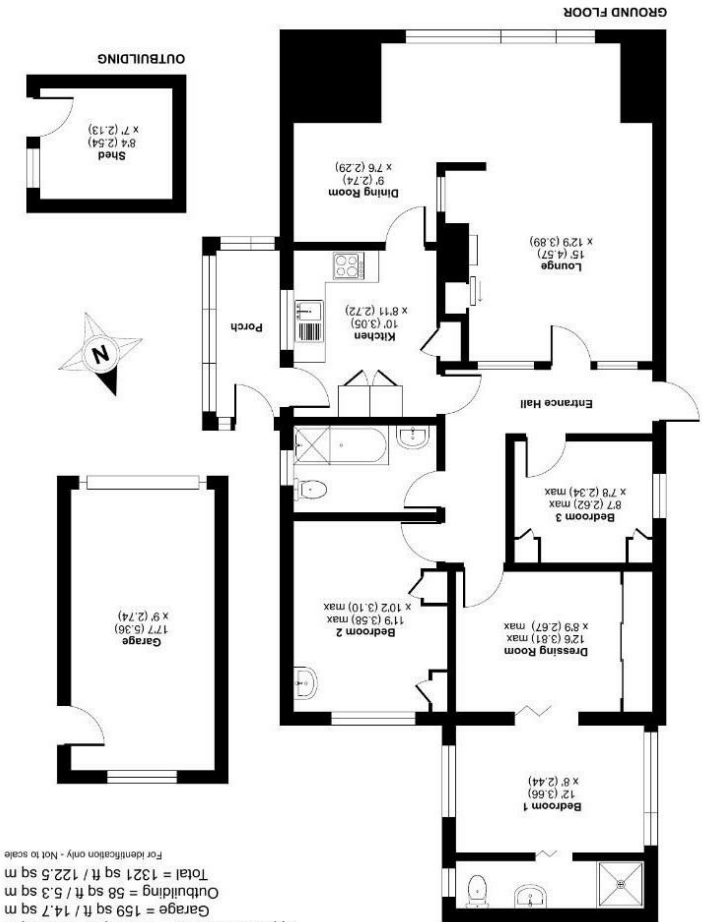 Garage = 159 sq ft / 14.7 sq m
Outbuilding = 58 sq ft / 5.3 sq m
Total = 1321 sq ft / 122.5 sq m
For identification only - Not to scale
Bedroom 1
12' (3.66)
x 8' (2.44)
Garage
17'7 (5.36)
x 9' (2.74)
Dressing Room
12'6 (3.81) max
x 8'9 (2.67) max
Bedroom 2
11'9 (3.58) max
x 10'2 (3.10) max
Bedroom 3
8'7 (2.62) max
x 7'8 (2.34) max
Entrance Hall
N
Kitchen
10' (3.05)
x 8'11 (2.72)
Porch
Lounge
15' (4.57)
x 12'9 (3.89)
Dining Room
9' (2.74)
x 7'6 (2.29)
Shed
8'4 (2.54)
x 7' (2.13)
OUTBUILDING
GROUND FLOOR